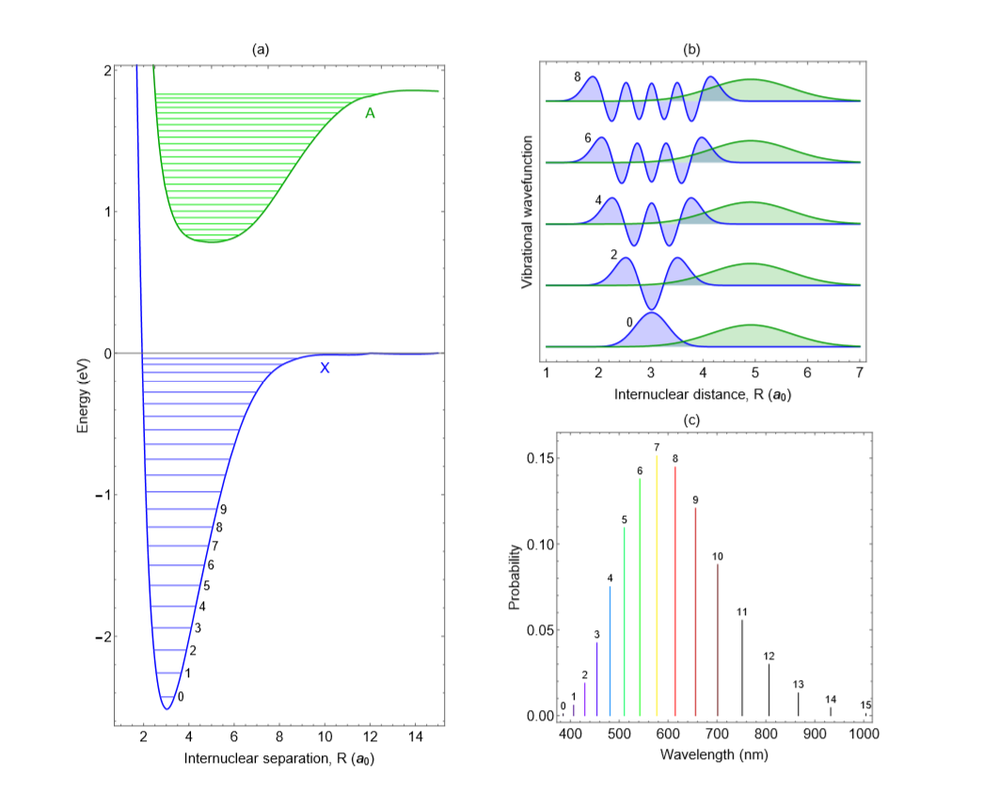 (a)
2
1
0
−1
−2
Energy (eV)
A
X
9
8
7
6
5
4
3
2
1
0
2 4 6 8 10 12 14
Internuclear separation, R (a₀)
(b)
Vibrational wavefunction
8
6
4
2
0
1 2 3 4 5 6 7
Internuclear distance, R (a₀)
(c)
Probability
0.15
0.10
0.05
0.00
0 1 2 3 4 5 6 7 8 9 10 11 12 13 14 15
400 500 600 700 800 900 1000
Wavelength (nm)